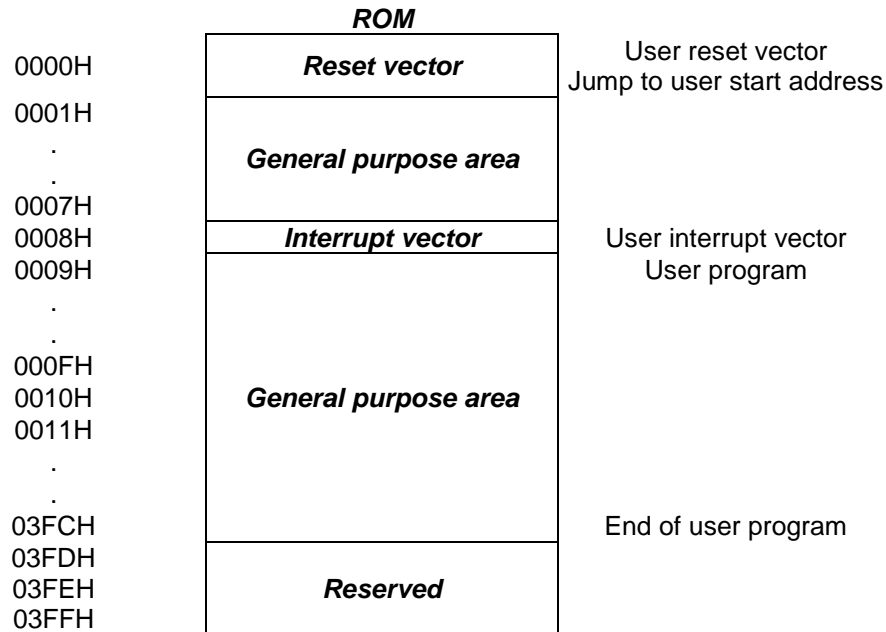 ROM
0000H Reset vector User reset vector
Jump to user start address
0001H
.
General purpose area
.
0007H
0008H Interrupt vector User interrupt vector
0009H User program
.
.
000FH
0010H General purpose area
0011H
.
.
03FCH End of user program
03FDH
03FEH Reserved
03FFH